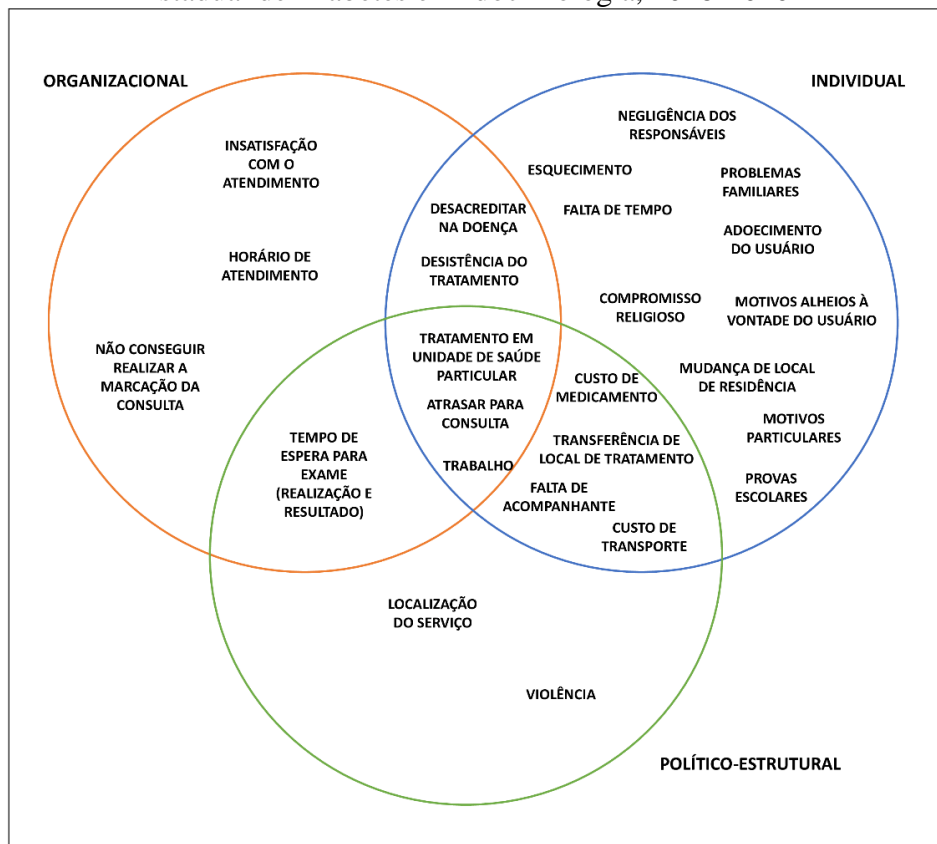 ORGANIZACIONAL
INDIVIDUAL
INSATISFAÇÃO
COM O
ATENDIMENTO
HORÁRIO DE
ATENDIMENTO
NÃO CONSEGUIR
REALIZAR A
MARCAÇÃO DA
CONSULTA
DESACREDITAR
NA DOENÇA
DESISTÊNCIA DO
TRATAMENTO
NEGLIGÊNCIA DOS
RESPONSÁVEIS
ESQUECIMENTO
PROBLEMAS
FAMILIARES
FALTA DE TEMPO
ADOECIMENTO
DO USUÁRIO
COMPROMISSO
RELIGIOSO
MOTIVOS ALHEIOS À
VONTADE DO USUÁRIO
MUDANÇA DE LOCAL
DE RESIDÊNCIA
MOTIVOS
PARTICULARES
PROVAS
ESCOLARES
TRATAMENTO EM
UNIDADE DE SAÚDE
PARTICULAR
ATRASAR PARA
CONSULTA
TRABALHO
CUSTO DE
MEDICAMENTO
TRANSFERÊNCIA DE
LOCAL DE TRATAMENTO
FALTA DE
ACOMPANHANTE
CUSTO DE
TRANSPORTE
TEMPO DE
ESPERA PARA
EXAME
(REALIZAÇÃO E
RESULTADO)
LOCALIZAÇÃO
DO SERVIÇO
VIOLÊNCIA
POLÍTICO-ESTRUTURAL